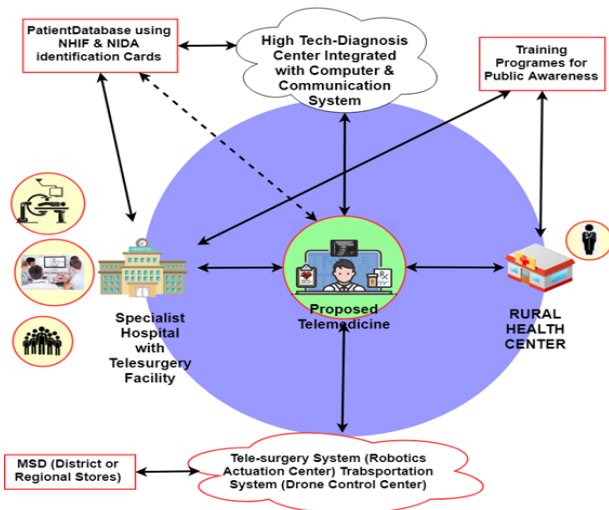 PatientDatabase using
NHIF & NIDA
identification Cards
High Tech-Diagnosis
Center Integrated
with Computer &
Communication
System
Training
Programes for
Public Awareness
Specialist
Hospital
with
Telesurgery
Facility
Proposed
Telemedicine
RURAL
HEALTH
CENTER
MSD (District or
Regional Stores)
Tele-surgery System (Robotics
Actuation Center) Trabsportation
System (Drone Control Center)